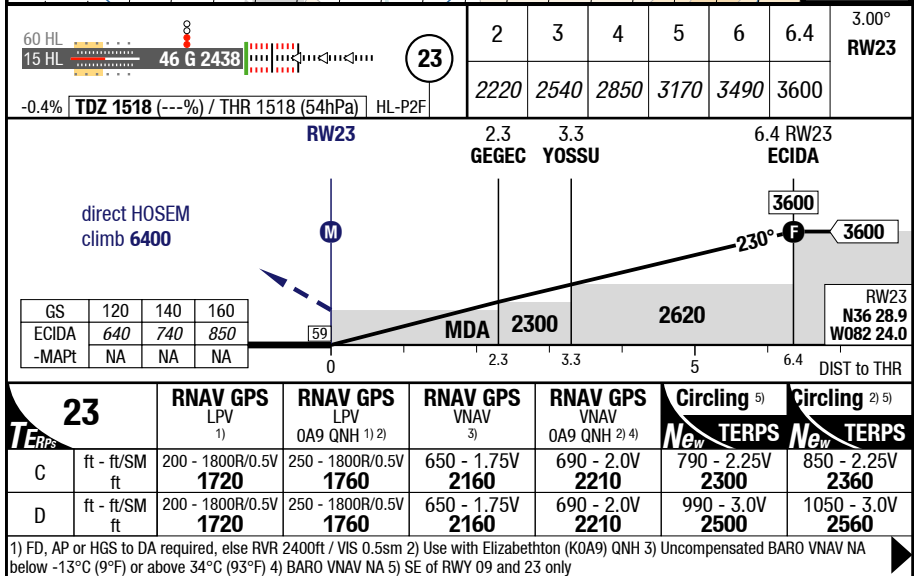 60 HL
15 HL
46 G 2438
23
-0.4% TDZ 1518 (---%) / THR 1518 (54hPa) HL-P2F
2 3 4 5 6 6.4 3.00° RW23
2220 2540 2850 3170 3490 3600
RW23
2.3 GEGEC
3.3 YOSSU
6.4 RW23 ECIDA
direct HOSEM
climb 6400
M
3600
230°
F
3600
59
MDA
2300
2620
RW23
N36 28.9
W082 24.0
GS 120 140 160
ECIDA 640 740 850
-MAPt NA NA NA
0 2.3 3.3 5 6.4 DIST to THR
TERPs 23
RNAV GPS LPV 1)
RNAV GPS LPV 0A9 QNH 1) 2)
RNAV GPS VNAV 3)
RNAV GPS VNAV 0A9 QNH 2) 4)
Circling 5) New TERPS
Circling 2) 5) New TERPS
C ft - ft/SM 200 - 1800R/0.5V 250 - 1800R/0.5V 650 - 1.75V 690 - 2.0V 790 - 2.25V 850 - 2.25V
ft 1720 1760 2160 2210 2300 2360
D ft - ft/SM 200 - 1800R/0.5V 250 - 1800R/0.5V 650 - 1.75V 690 - 2.0V 990 - 3.0V 1050 - 3.0V
ft 1720 1760 2160 2210 2500 2560
1) FD, AP or HGS to DA required, else RVR 2400ft / VIS 0.5sm 2) Use with Elizabethton (K0A9) QNH 3) Uncompensated BARO VNAV NA
below -13°C (9°F) or above 34°C (93°F) 4) BARO VNAV NA 5) SE of RWY 09 and 23 only